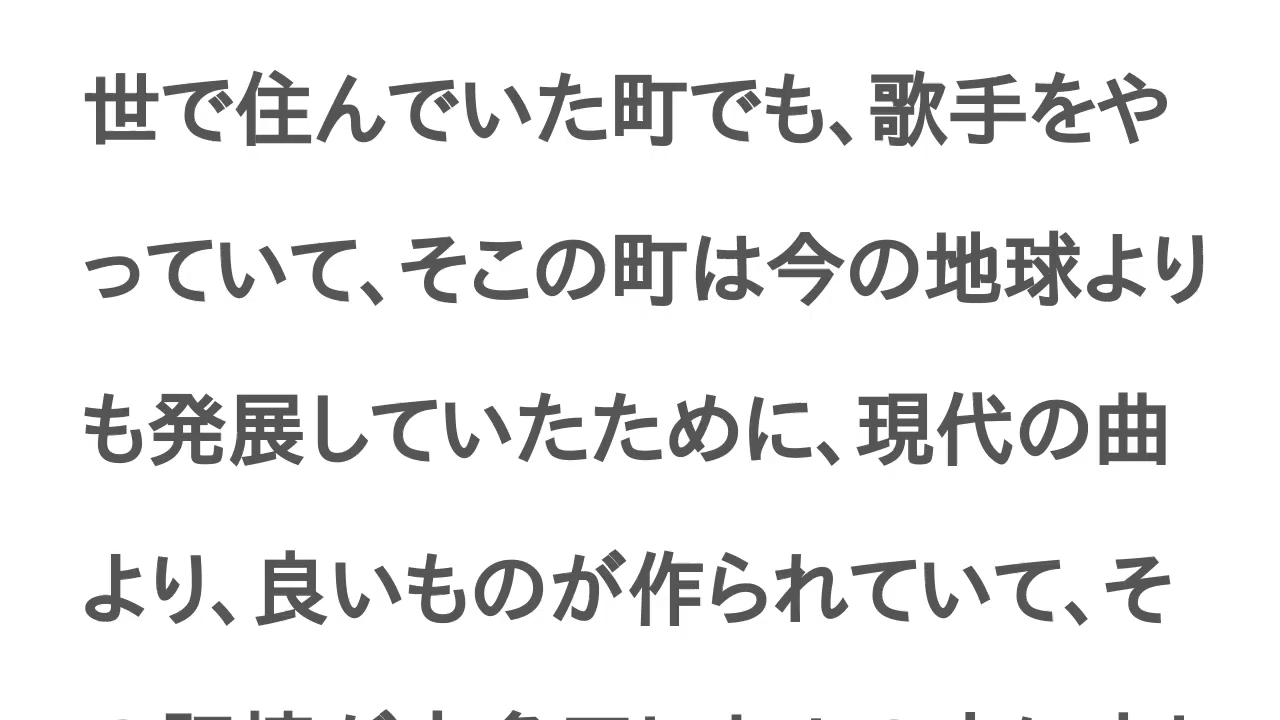 世で住んでいた町でも、歌手をや
っていて、そこの町は今の地球より
も発展していたために、現代の曲
より、良いものが作られていて、そ